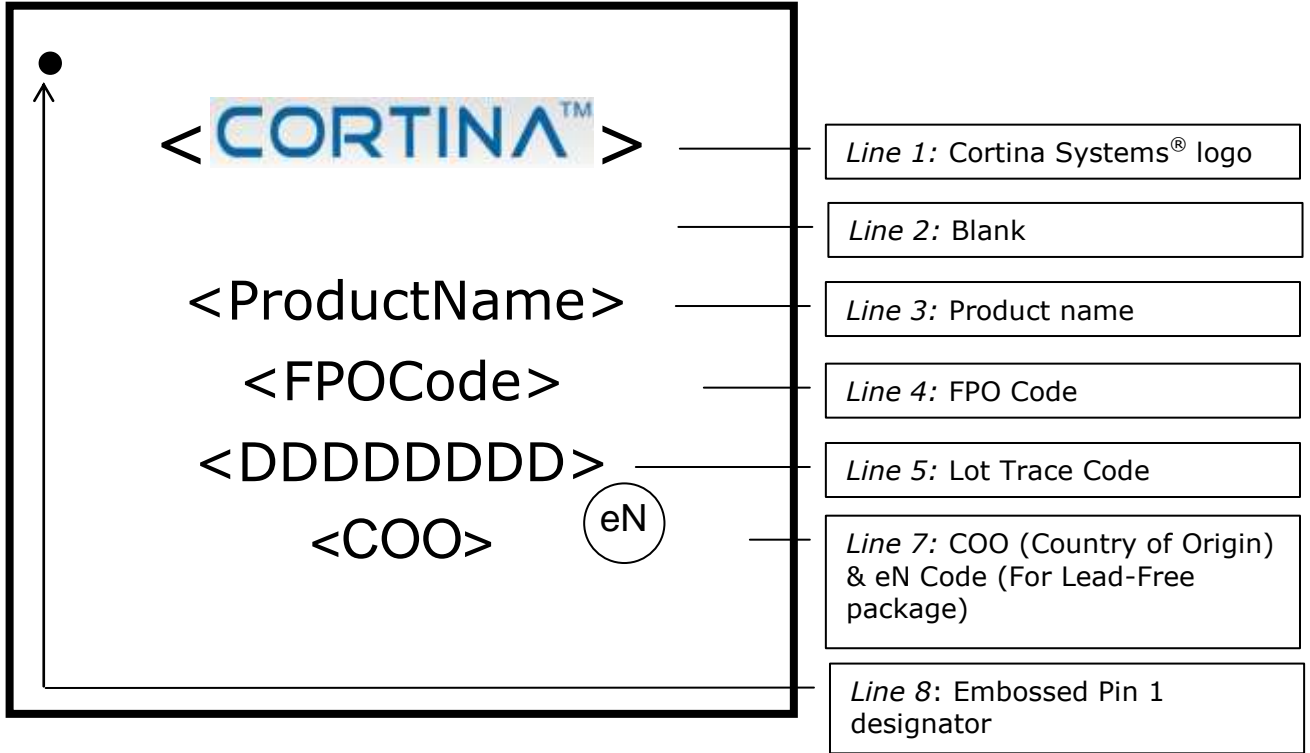 <CORTINA™>
Line 1: Cortina Systems® logo
Line 2: Blank
<ProductName>
Line 3: Product name
<FPOCode>
Line 4: FPO Code
<DDDDDDDD>
Line 5: Lot Trace Code
<COO>
eN
Line 7: COO (Country of Origin)
& eN Code (For Lead-Free
package)
Line 8: Embossed Pin 1
designator